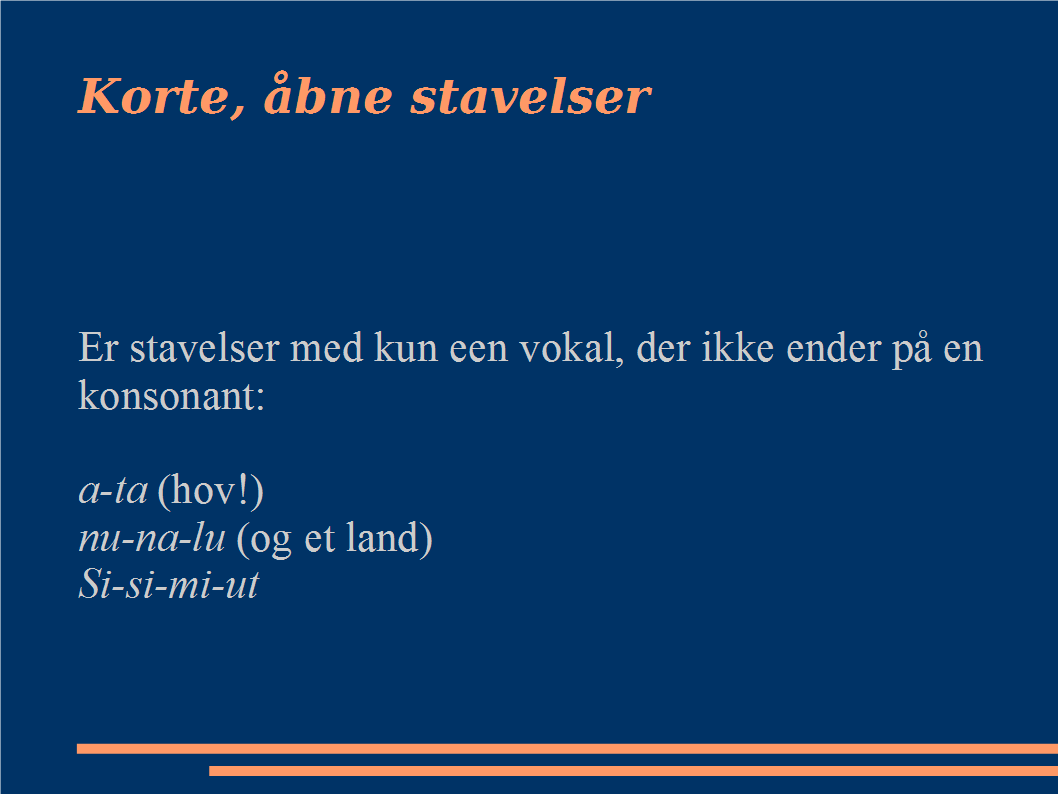 Korte, åbne stavelser
Er stavelser med kun een vokal, der ikke ender på en
konsonant:
a-ta (hov!)
nu-na-lu (og et land)
Si-si-mi-ut